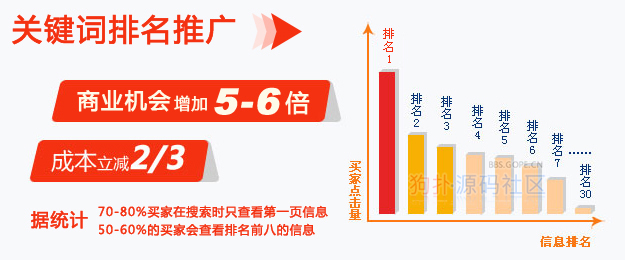 关键词排名推广
商业机会增加5-6倍
成本立减2/3
据统计
70-80%买家在搜索时只查看第一页信息
50-60%的买家会查看排名前八的信息
买家点击量
排名1
排名2
排名3
排名4
排名5
排名6
排名7
……
排名30
信息排名
BBS.GOPE.CN
狗扑源码社区